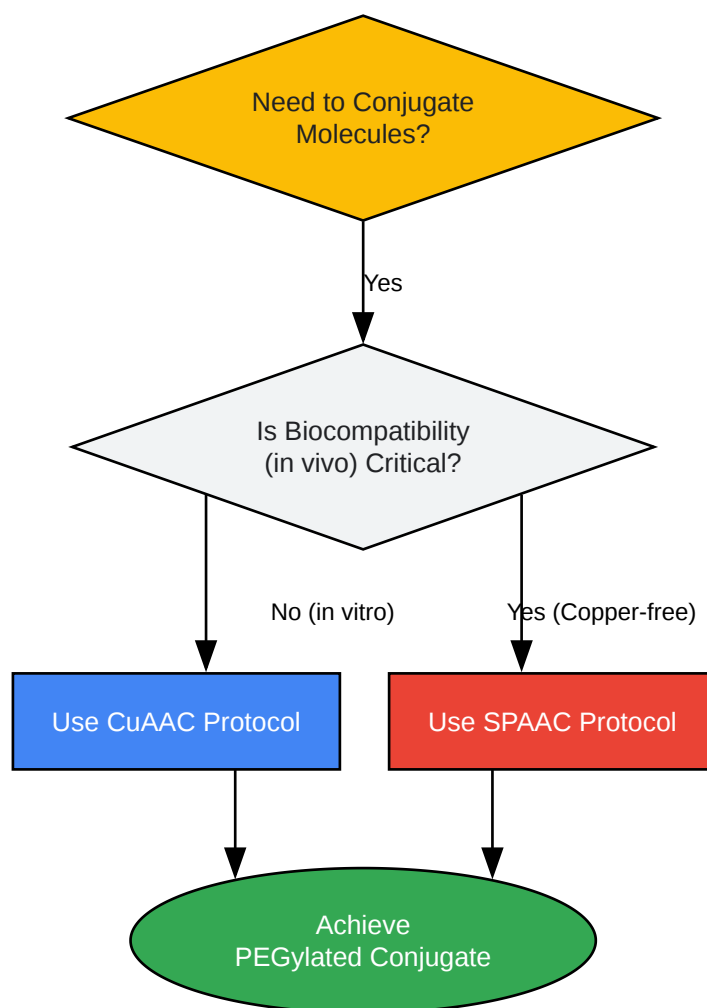 Need to Conjugate
Molecules?
Yes
Is Biocompatibility
(in vivo) Critical?
No (in vitro)
Yes (Copper-free)
Use CuAAC Protocol
Use SPAAC Protocol
Achieve
PEGylated Conjugate